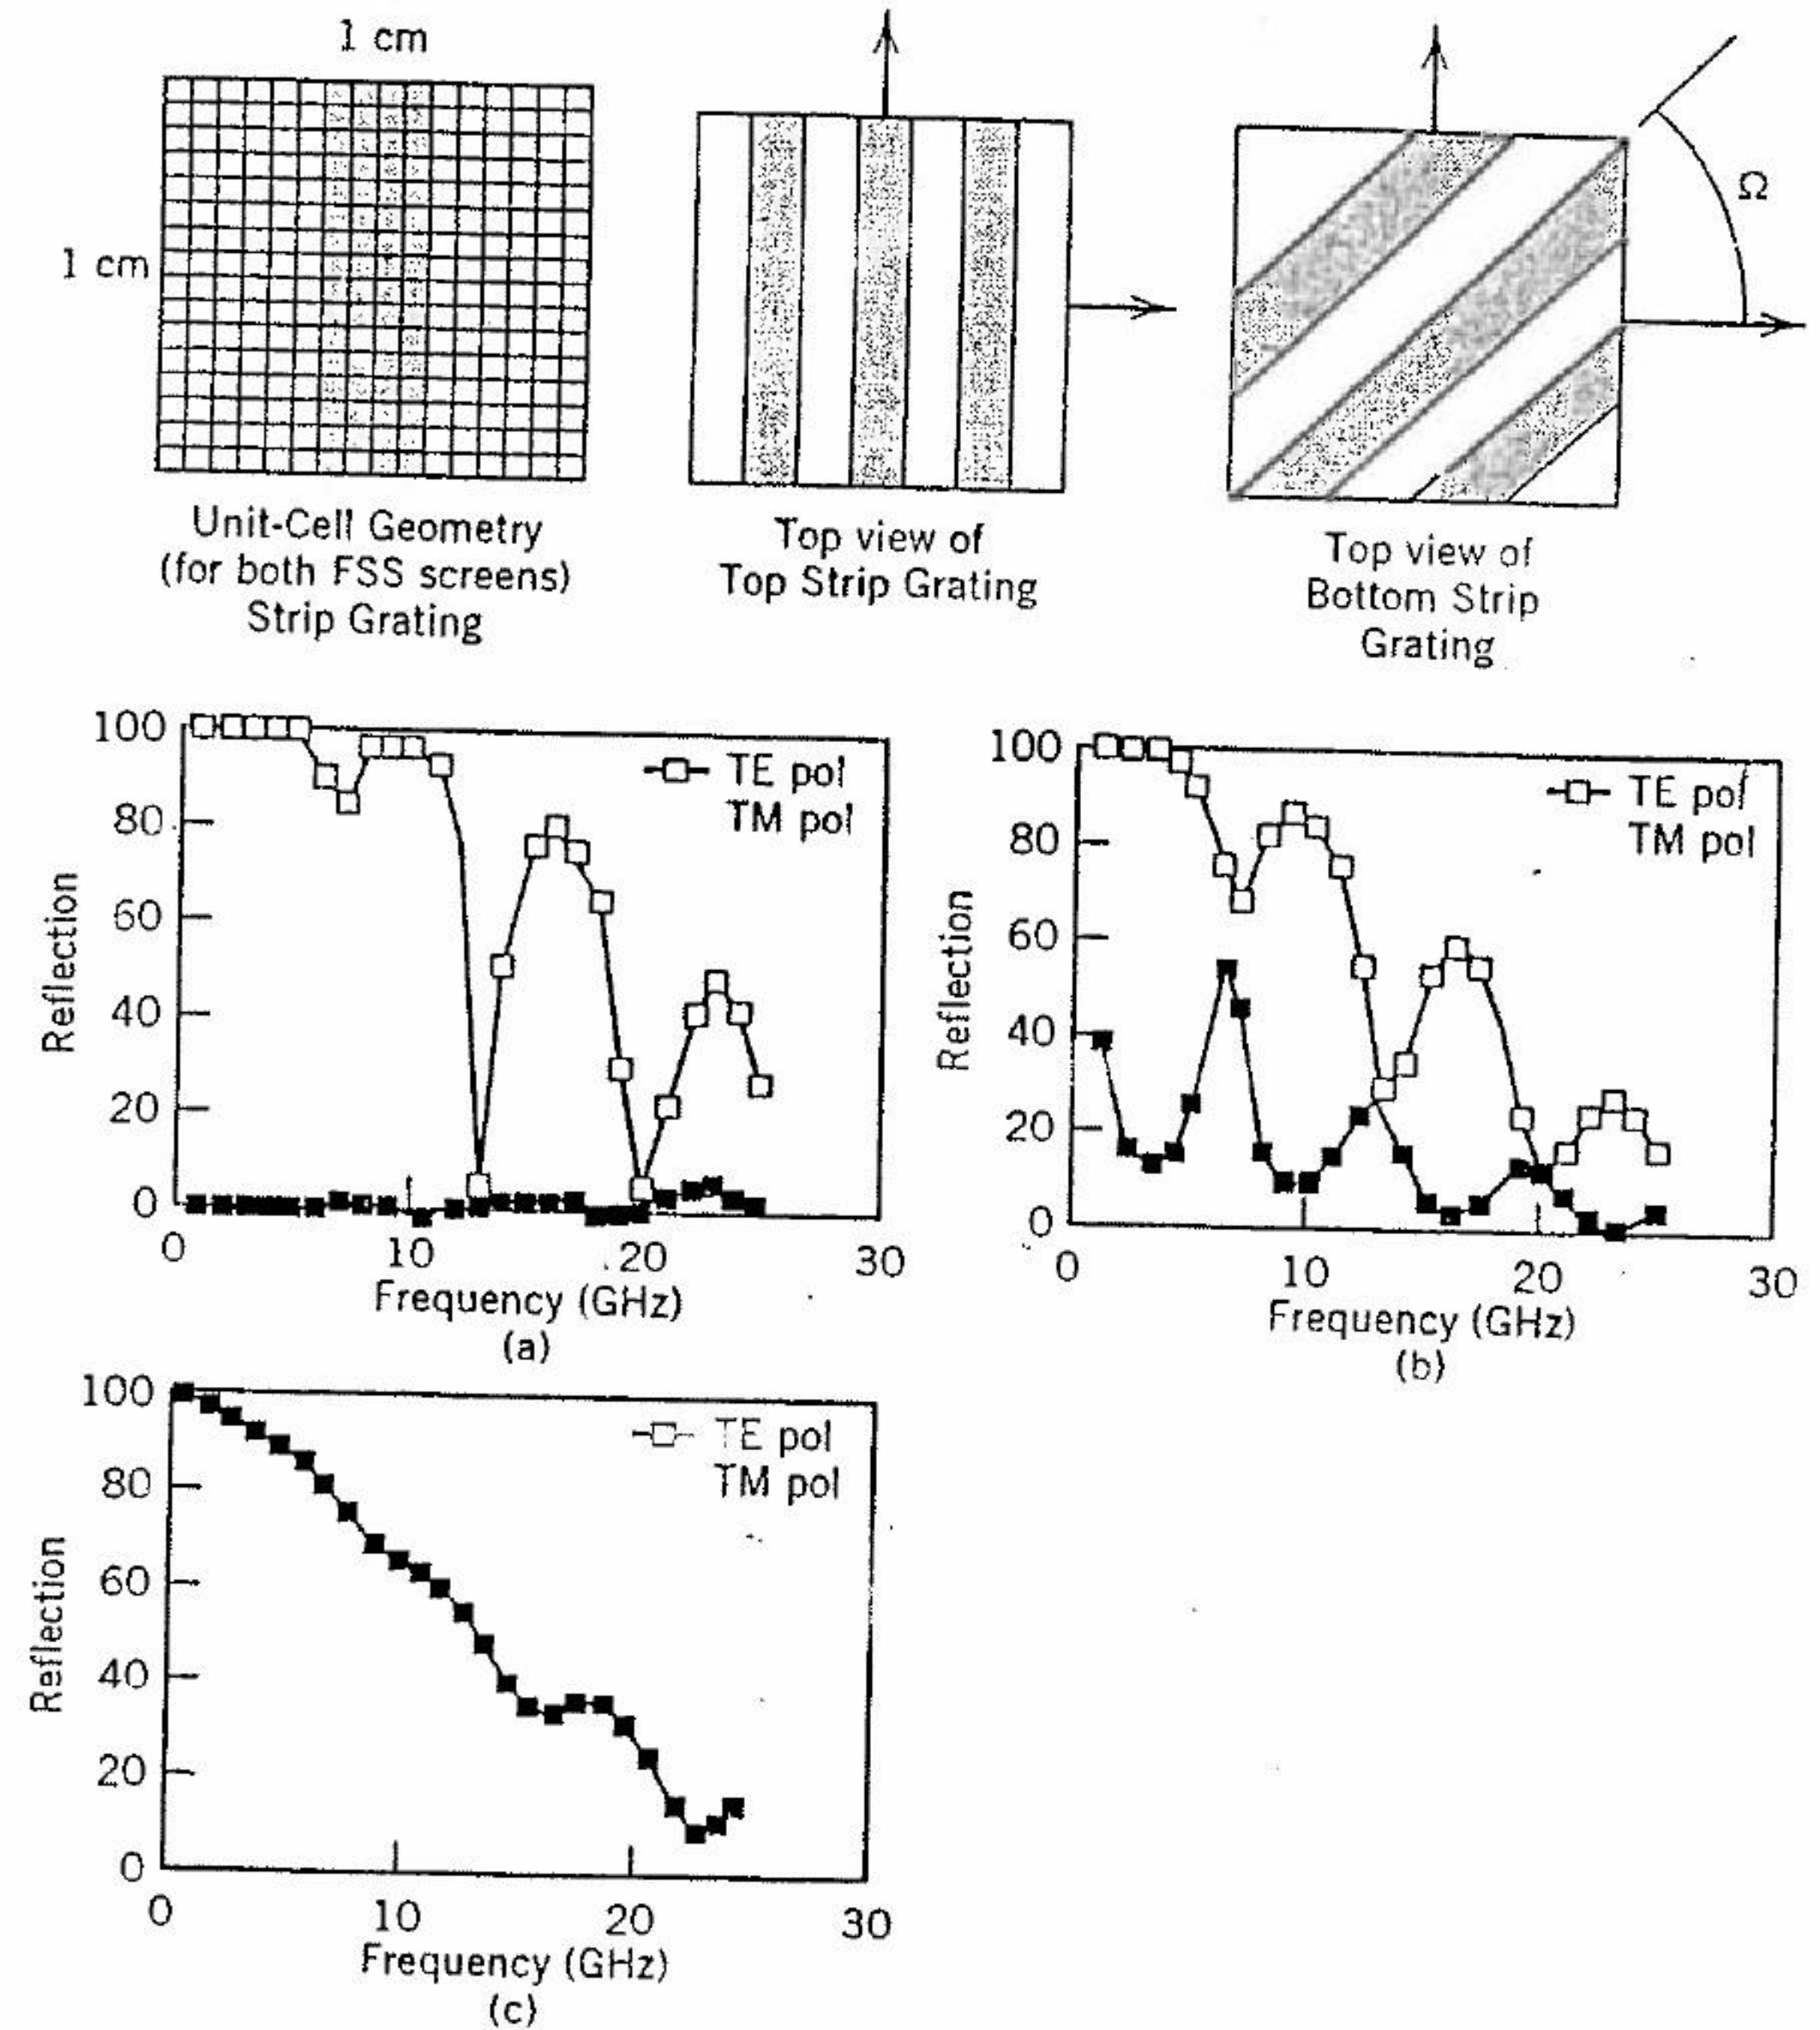 1 cm
1 cm
Unit-Cell Geometry
(for both FSS screens)
Strip Grating
Top view of
Top Strip Grating
Ω
Top view of
Bottom Strip
Grating
100
80
60
40
20
0
Reflection
TE pol
TM pol
0
10
20
30
Frequency (GHz)
(a)
100
80
60
40
20
0
Reflection
TE pol
TM pol
0
10
20
30
Frequency (GHz)
(b)
100
80
60
40
20
0
Reflection
TE pol
TM pol
0
10
20
30
Frequency (GHz)
(c)